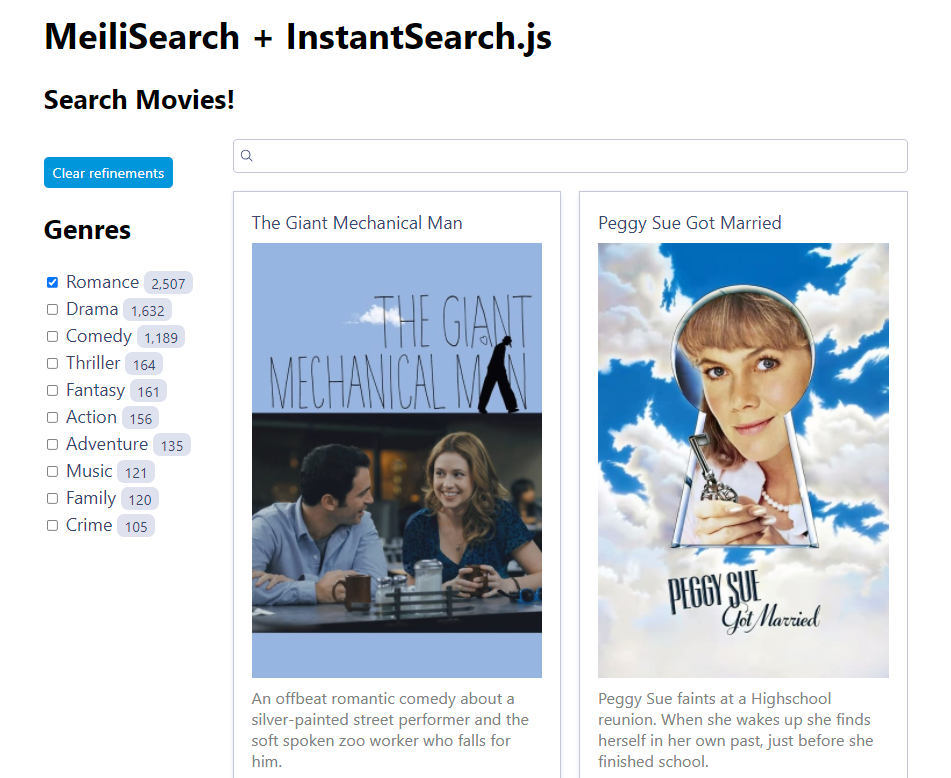 MeiliSearch + InstantSearch.js
Search Movies!
Clear refinements
Genres
Romance 2,507
Drama 1,632
Comedy 1,189
Thriller 164
Fantasy 161
Action 156
Adventure 135
Music 121
Family 120
Crime 105
The Giant Mechanical Man
THE GIANT
MECHANICAL MAN
An offbeat romantic comedy about a
silver-painted street performer and the
soft spoken zoo worker who falls for
him.
Peggy Sue Got Married
PEGGY SUE
Got Married
Peggy Sue faints at a Highschool
reunion. When she wakes up she finds
herself in her own past, just before she
finished school.